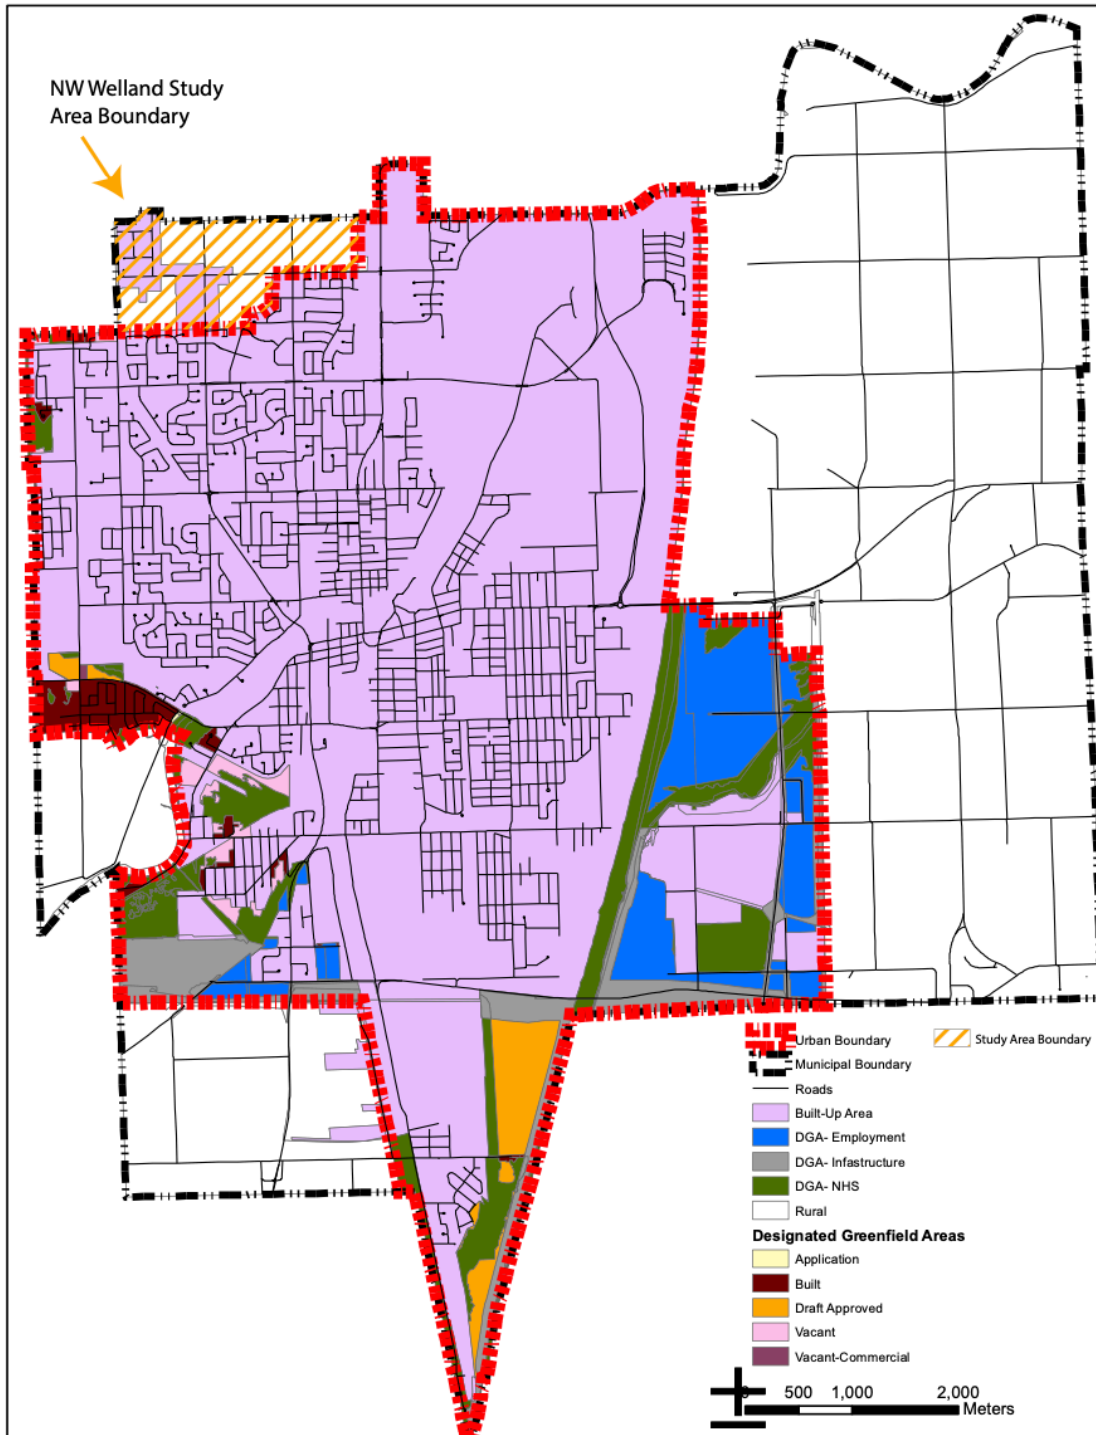 NW Welland Study
Area Boundary
Urban Boundary
Study Area Boundary
Municipal Boundary
Roads
Built-Up Area
DGA- Employment
DGA- Infastructure
DGA- NHS
Rural
Designated Greenfield Areas
Application
Built
Draft Approved
Vacant
Vacant-Commercial
0 500 1,000 2,000
Meters